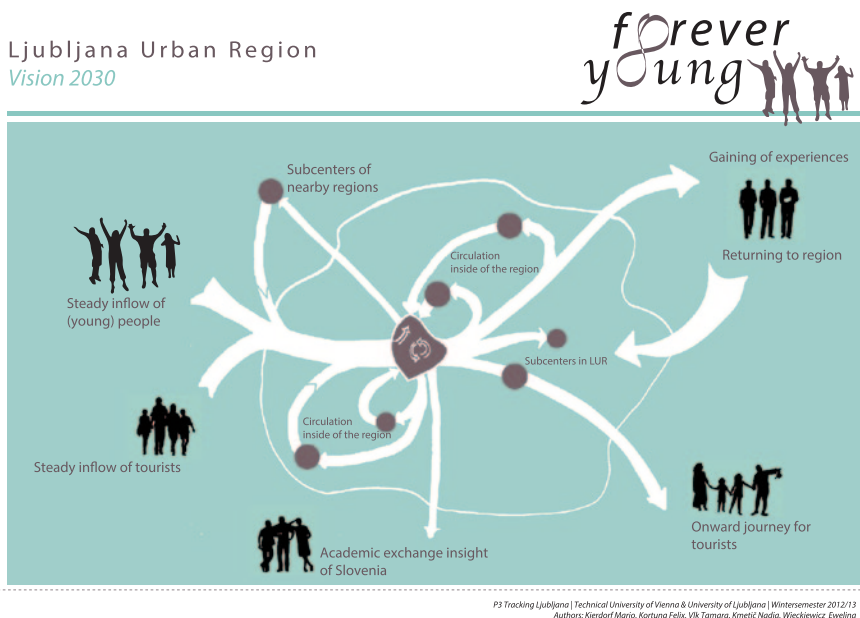 Ljubljana Urban Region
Vision 2030
forever
young
Subcenters of
nearby regions
Gaining of experiences
Returning to region
Circulation
inside of the region
Steady inflow of
(young) people
Subcenters in LUR
Circulation
inside of the region
Steady inflow of tourists
Onward journey for
tourists
Academic exchange insight
of Slovenia
P3 Tracking Ljubljana | Technical University of Vienna & University of Ljubljana | Wintersemester 2012/13
Authors: Kierdorf Mario, Kortuna Felix, Vlk Tamara, Kmetič Nadja, Wieckiewicz Ewelina